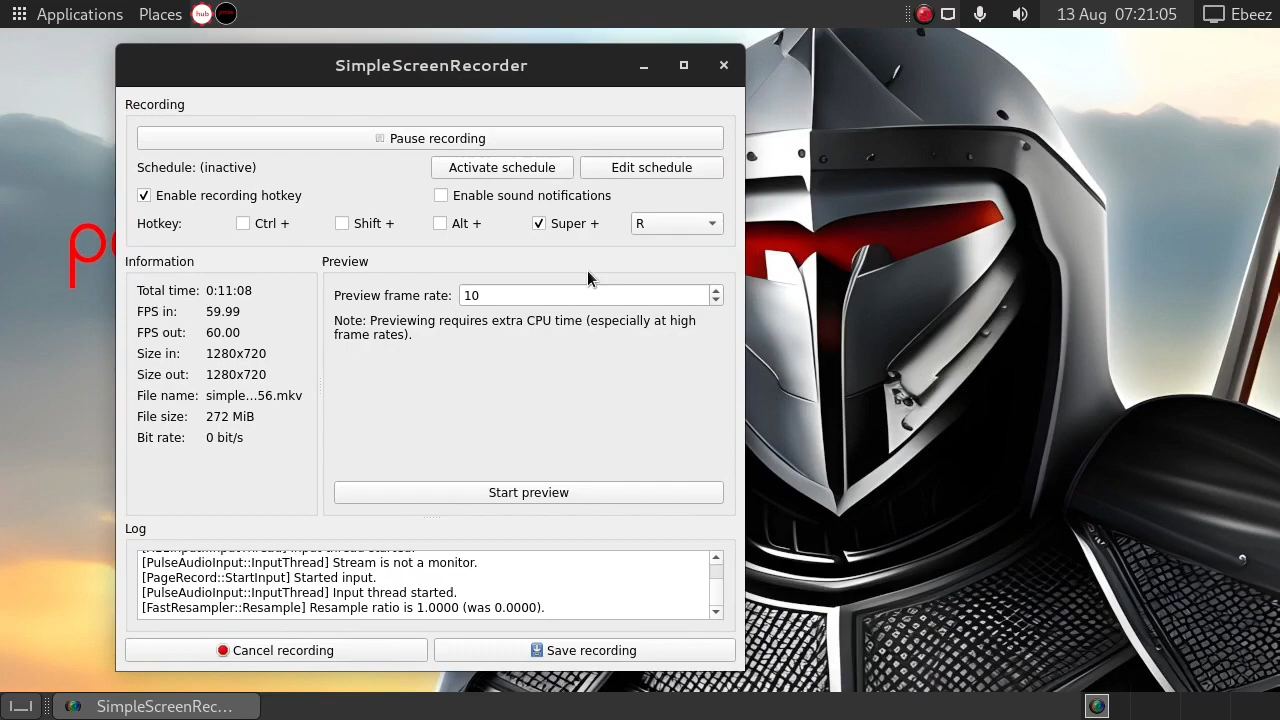 Applications Places hub 13 Aug 07:21:05 Ebeez
SimpleScreenRecorder
Recording
Pause recording
Schedule: (inactive) Activate schedule Edit schedule
Enable recording hotkey Enable sound notifications
Hotkey: Ctrl + Shift + Alt + Super + R
Information
Total time: 0:11:08
FPS in: 59.99
FPS out: 60.00
Size in: 1280x720
Size out: 1280x720
File name: simple...56.mkv
File size: 272 MiB
Bit rate: 0 bit/s
Preview
Preview frame rate: 10
Note: Previewing requires extra CPU time (especially at high
frame rates).
Start preview
Log
[PulseAudioInput::InputThread] Stream is not a monitor.
[PageRecord::StartInput] Started input.
[PulseAudioInput::InputThread] Input thread started.
[FastResampler::Resample] Resample ratio is 1.0000 (was 0.0000).
Cancel recording Save recording
SimpleScreenRec...